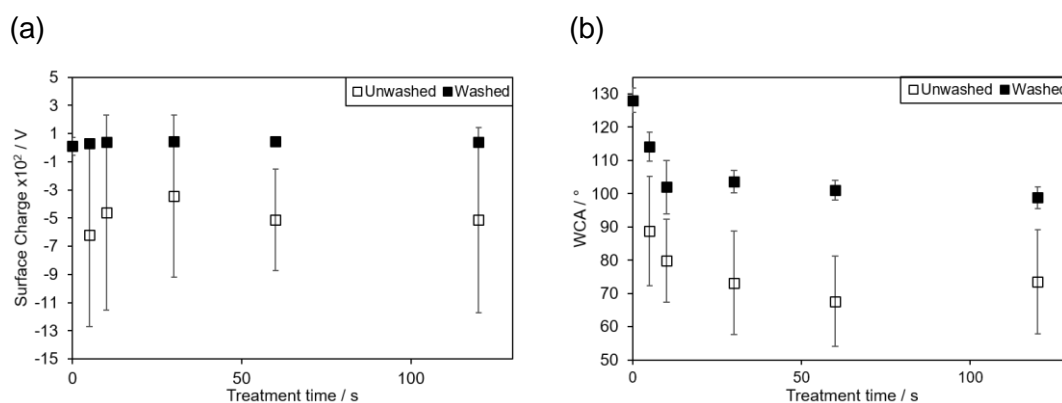 (a)
Surface Charge x10² / V
5
3
1
-1
-3
-5
-7
-9
-11
-13
-15
□ Unwashed ■ Washed
0 50 100
Treatment time / s
(b)
WCA / °
130
120
110
100
90
80
70
60
50
□ Unwashed ■ Washed
0 50 100
Treatment time / s